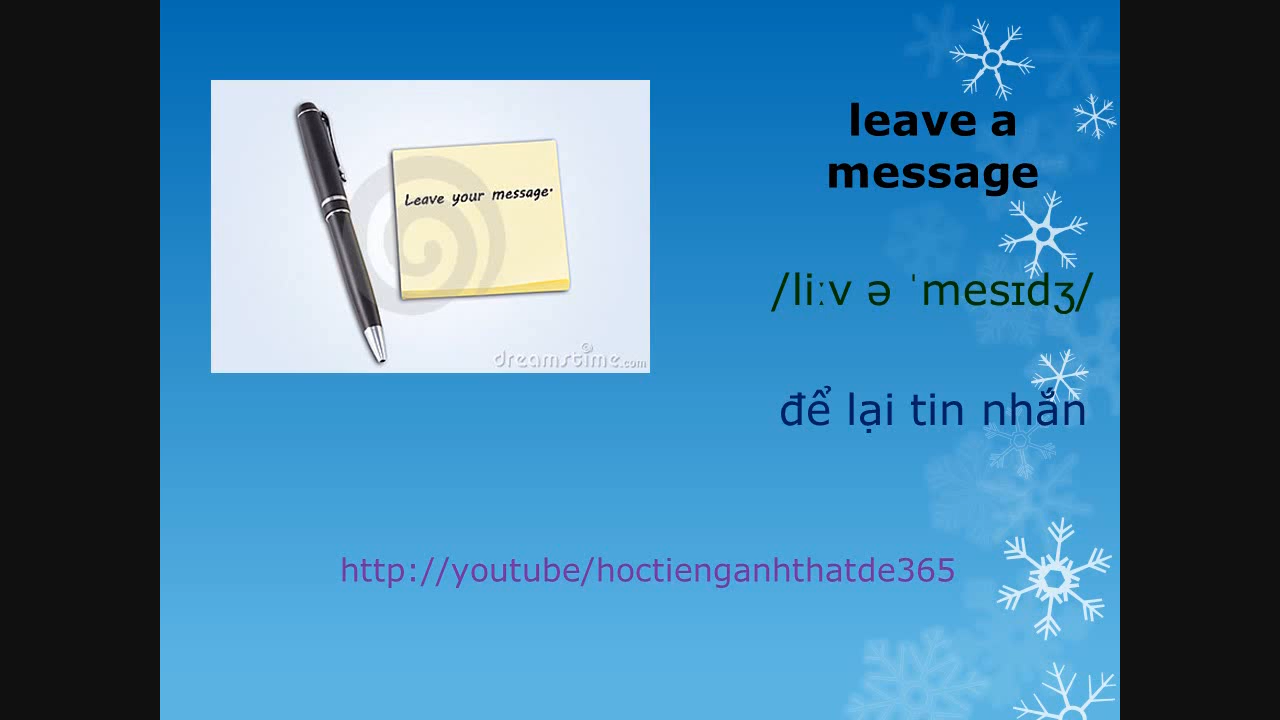 leave a
message
Leave your message.
/liːv ə ˈmesɪdʒ/
dreamstime.com
để lại tin nhắn
http://youtube/hoctienganhthatde365